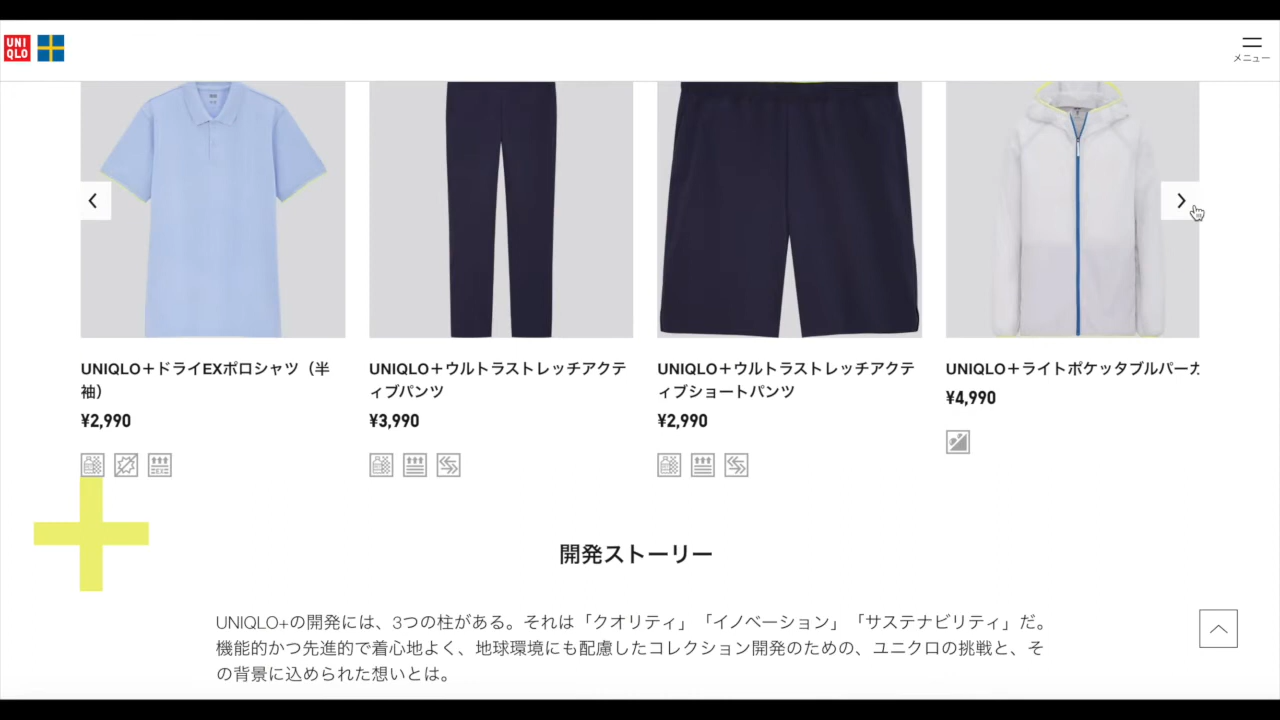 UNI
QLO
メニュー
UNIQLO＋ドライEXポロシャツ（半
袖）
¥2,990
UNIQLO＋ウルトラストレッチアクテ
ィブパンツ
¥3,990
UNIQLO＋ウルトラストレッチアクテ
ィブショートパンツ
¥2,990
UNIQLO＋ライトポケッタブルパーカ
¥4,990
開発ストーリー
UNIQLO+の開発には、3つの柱がある。それは「クオリティ」「イノベーション」「サステナビリティ」だ。
機能的かつ先進的で着心地よく、地球環境にも配慮したコレクション開発のための、ユニクロの挑戦と、そ
の背景に込められた想いとは。